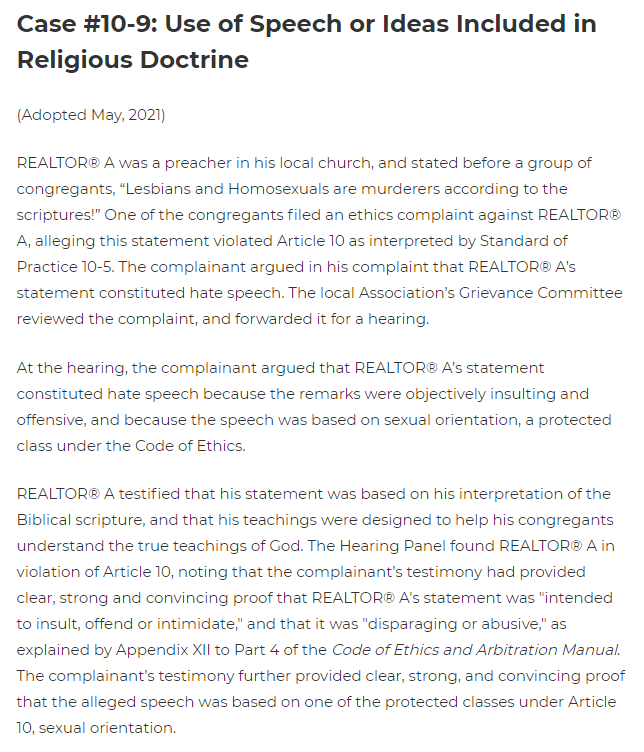 Case #10-9: Use of Speech or Ideas Included in
Religious Doctrine
(Adopted May, 2021)
REALTOR® A was a preacher in his local church, and stated before a group of
congregants, “Lesbians and Homosexuals are murderers according to the
scriptures!” One of the congregants filed an ethics complaint against REALTOR®
A, alleging this statement violated Article 10 as interpreted by Standard of
Practice 10-5. The complainant argued in his complaint that REALTOR® A’s
statement constituted hate speech. The local Association’s Grievance Committee
reviewed the complaint, and forwarded it for a hearing.
At the hearing, the complainant argued that REALTOR® A’s statement
constituted hate speech because the remarks were objectively insulting and
offensive, and because the speech was based on sexual orientation, a protected
class under the Code of Ethics.
REALTOR® A testified that his statement was based on his interpretation of the
Biblical scripture, and that his teachings were designed to help his congregants
understand the true teachings of God. The Hearing Panel found REALTOR® A in
violation of Article 10, noting that the complainant’s testimony had provided
clear, strong and convincing proof that REALTOR® A’s statement was "intended
to insult, offend or intimidate," and that it was "disparaging or abusive," as
explained by Appendix XII to Part 4 of the Code of Ethics and Arbitration Manual.
The complainant’s testimony further provided clear, strong, and convincing proof
that the alleged speech was based on one of the protected classes under Article
10, sexual orientation.